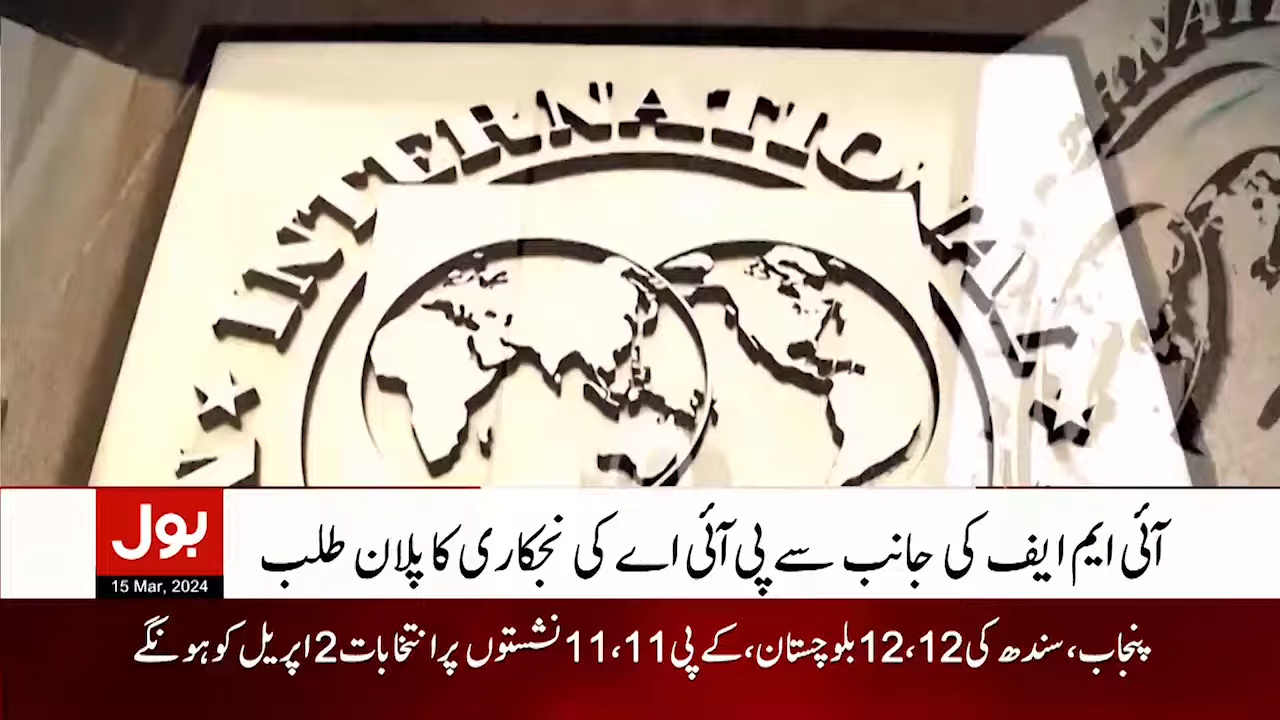 INTERNATIONAL
آئی ایم ایف کی جانب سے پی آئی اے کی نجکاری کا پلان طلب
بول
15 Mar, 2024
پنجاب، سندھ کی 12،12 بلوچستان، کے پی 11،11 نشستوں پر انتخابات 2 اپریل کو ہونگے